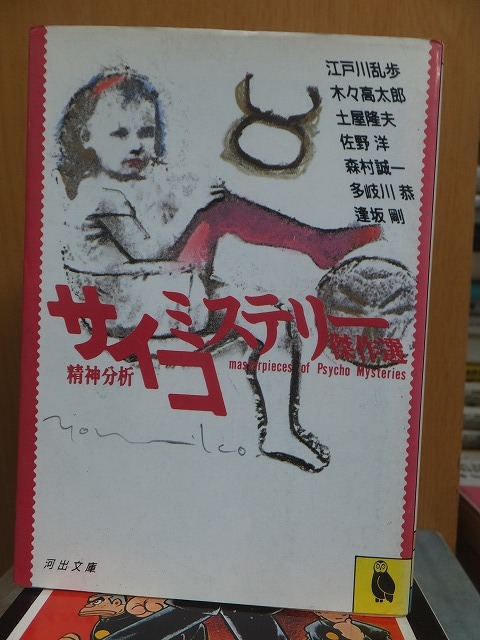 江戸川乱歩
木々高太郎
土屋隆夫
佐野 洋
森村誠一
多岐川 恭
逢坂 剛
サイコミステリー
傑作選
精神分析
masterpieces of Psycho Mysteries
河出文庫